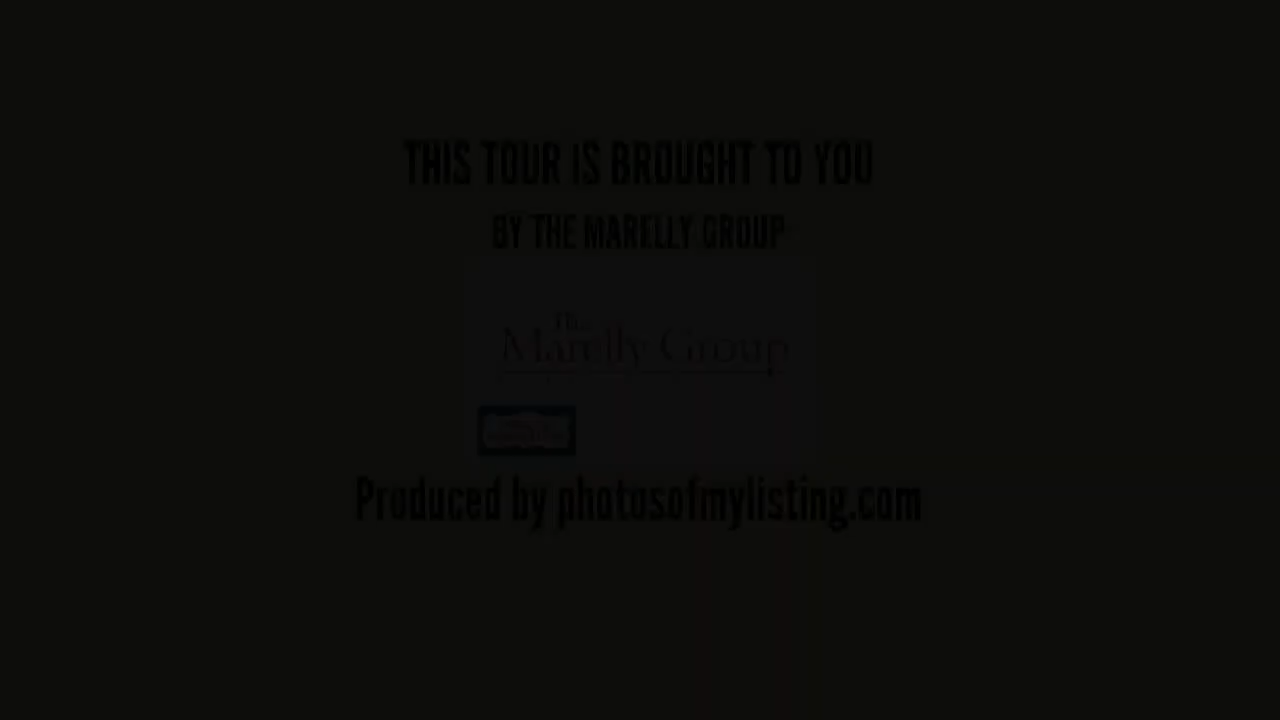 THIS TOUR IS BROUGHT TO YOU
BY THE MARELLY GROUP
The
Marelly Group
Produced by photosofmylisting.com